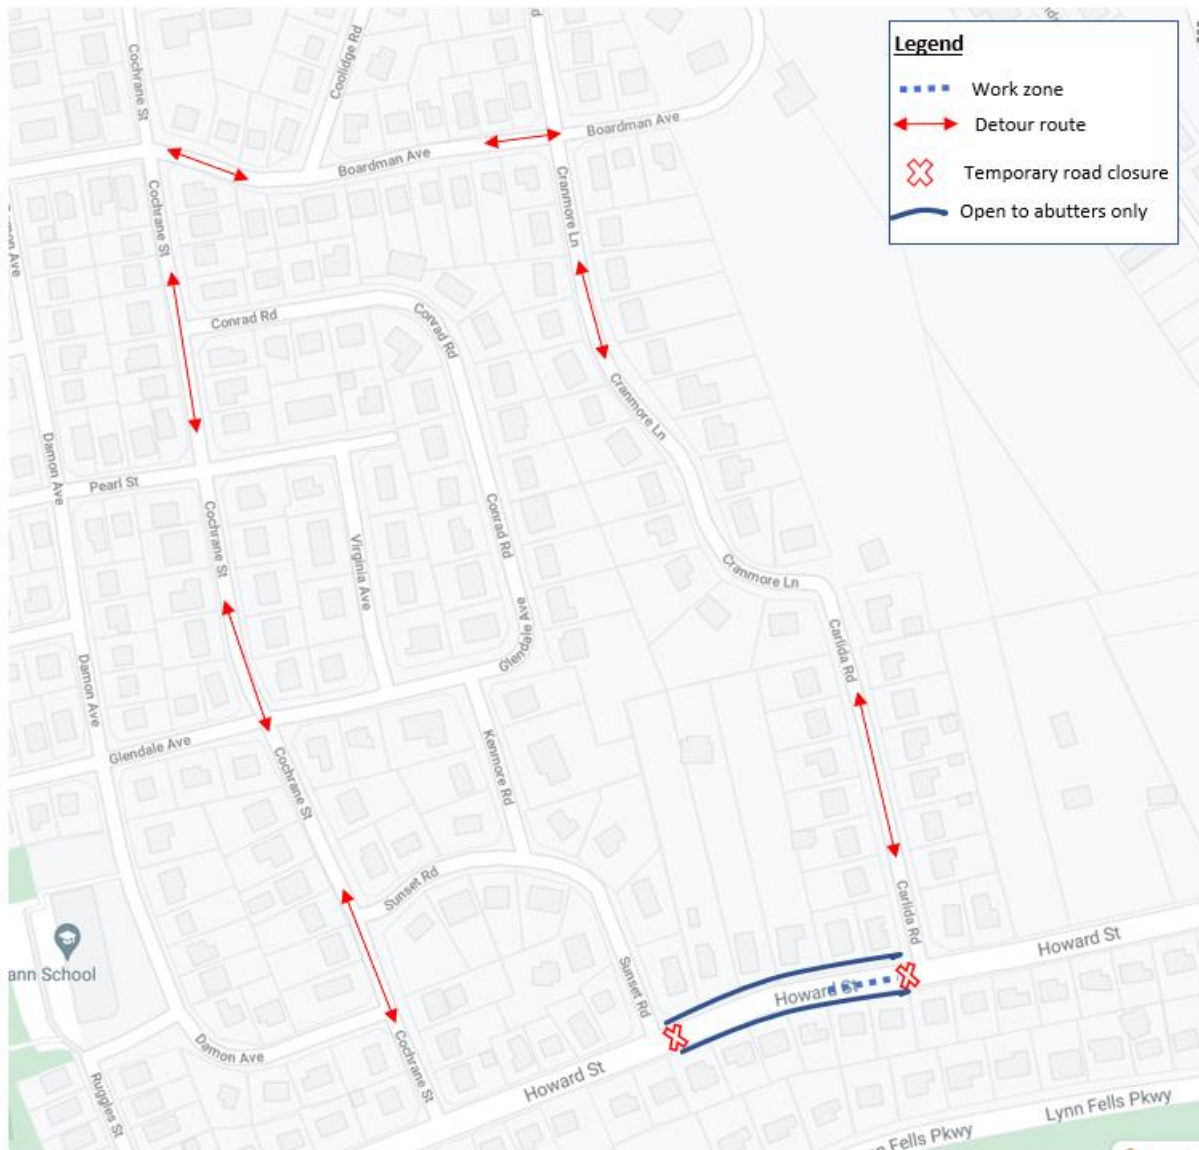 Legend
Work zone
Detour route
Temporary road closure
Open to abutters only
Cochrane St
Coolidge Rd
Boardman Ave
Boardman Ave
Cochrane St
Cranmore Ln
Conrad Rd
Conrad Rd
Cranmore Ln
Damon Ave
Pearl St
Cochrane St
Conrad Rd
Virginia Ave
Cranmore Ln
Glendale Ave
Carlida Rd
Damon Ave
Glendale Ave
Cochrane St
Kenmore Rd
Sunset Rd
Carlida Rd
Howard St
ann School
Sunset Rd
Howard St
Damon Ave
Cochrane St
Howard St
Ruggles St
Lynn Fells Pkwy
n Fells Pkwy